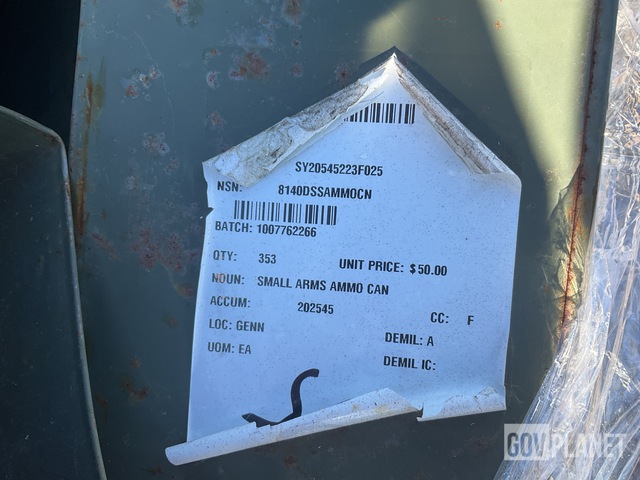 SY20545223F025
NSN: 8140DSSAMMOCN
BATCH: 1007762266
QTY: 353 UNIT PRICE: $50.00
NOUN: SMALL ARMS AMMO CAN
ACCUM: 202545
CC: F
LOC: GENN
DEMIL: A
UOM: EA
DEMIL IC:
GOVPLANET